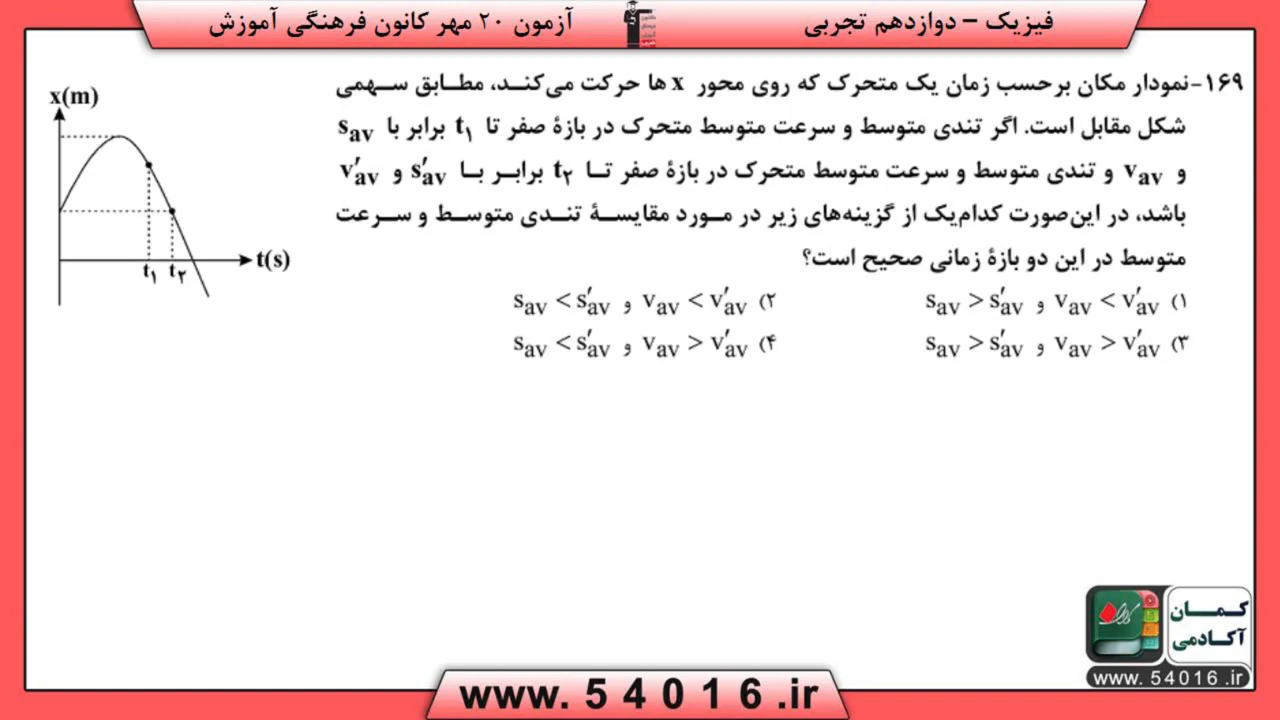 فیزیک – دوازدهم تجربی
آزمون ۲۰ مهر کانون فرهنگی آموزش
۱۶۹-نمودار مکان برحسب زمان یک متحرک که روی محور x ها حرکت می‌کند، مطابق سهمی
شکل مقابل است. اگر تندی متوسط و سرعت متوسط متحرک در بازهٔ صفر تا t₁ برابر با s_av
و v_av و تندی متوسط و سرعت متوسط متحرک در بازهٔ صفر تا t₂ برابر با s′_av و v′_av
باشد، در این‌صورت کدام‌یک از گزینه‌های زیر در مورد مقایسهٔ تندی متوسط و سرعت
متوسط در این دو بازهٔ زمانی صحیح است؟
۱) v_av < v′_av و s_av > s′_av
۲) v_av < v′_av و s_av < s′_av
۳) v_av > v′_av و s_av > s′_av
۴) v_av > v′_av و s_av < s′_av
x(m)
t₁ t₂ t(s)
کمان
آکادمی
www. 54016 .ir
www. 5 4 0 1 6 .ir